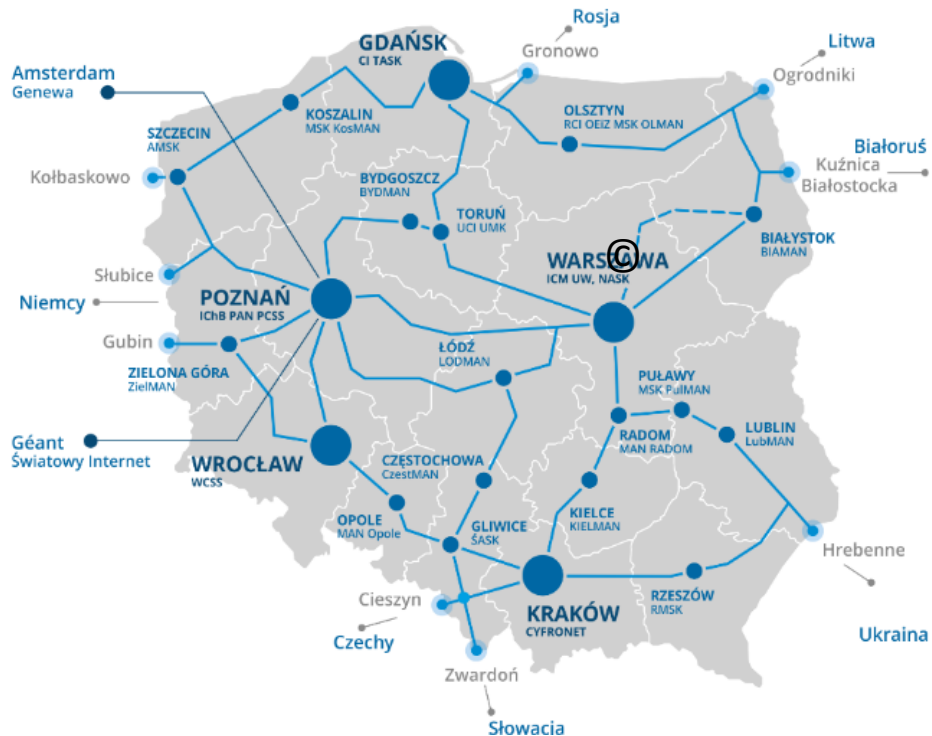 Rosja
Gronowo
GDAŃSK
CI TASK
Litwa
Ogrodniki
Amsterdam
Genewa
KOSZALIN
MSK KosMAN
OLSZTYN
RCI OEiZ MSK OLMAN
SZCZECIN
AMSK
Białoruś
Kuźnica
Białostocka
Kołbaskowo
BYDGOSZCZ
BYDMAN
TORUŃ
UCI UMK
BIAŁYSTOK
BIAMAN
©
WARSZAWA
ICM UW, NASK
Słubice
Niemcy
POZNAŃ
IChB PAN PCSS
Gubin
ŁÓDŹ
LODMAN
ZIELONA GÓRA
ZielMAN
PUŁAWY
MSK PulMAN
LUBLIN
LubMAN
RADOM
MAN RADOM
Géant
Światowy Internet
WROCŁAW
WCSS
CZĘSTOCHOWA
CzestMAN
OPOLE
MAN Opole
GLIWICE
ŚASK
KIELCE
KIELMAN
Hrebenne
Cieszyn
Czechy
KRAKÓW
CYFRONET
RZESZÓW
RMSK
Ukraina
Zwardoń
Słowacia